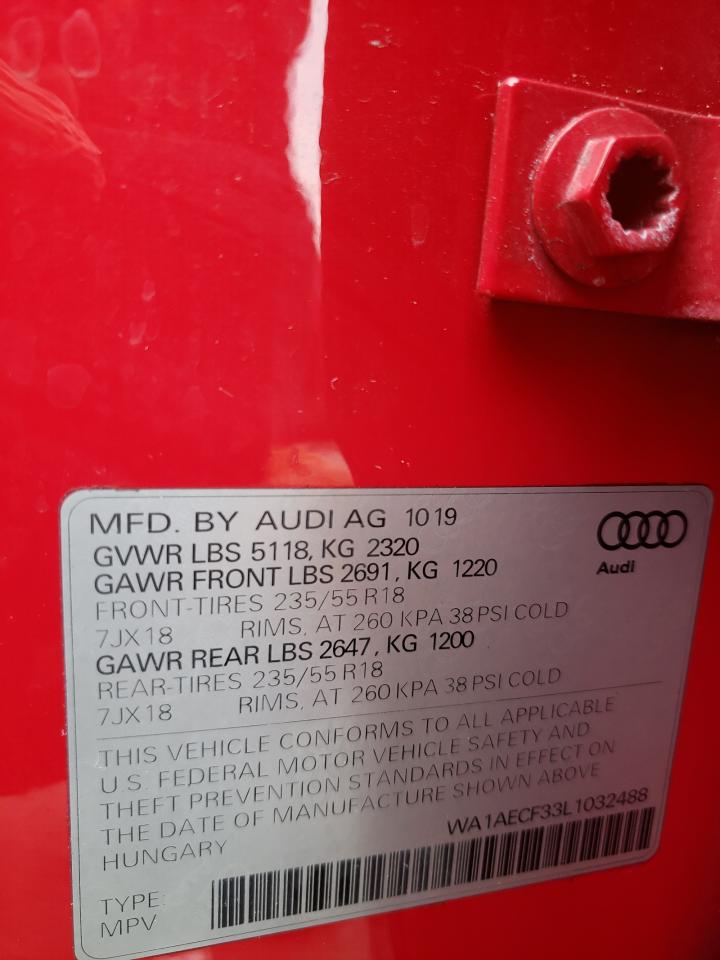 MFD. BY AUDI AG 1019
GVWR LBS 5118, KG 2320
GAWR FRONT LBS 2691, KG 1220
FRONT-TIRES 235/55 R18
7JX18 RIMS, AT 260 KPA 38 PSI COLD
GAWR REAR LBS 2647, KG 1200
REAR-TIRES 235/55 R18
7JX18 RIMS, AT 260 KPA 38 PSI COLD
Audi
THIS VEHICLE CONFORMS TO ALL APPLICABLE
U.S. FEDERAL MOTOR VEHICLE SAFETY AND
THEFT PREVENTION STANDARDS IN EFFECT ON
THE DATE OF MANUFACTURE SHOWN ABOVE
HUNGARY WA1AECF33L1032488
TYPE:
MPV